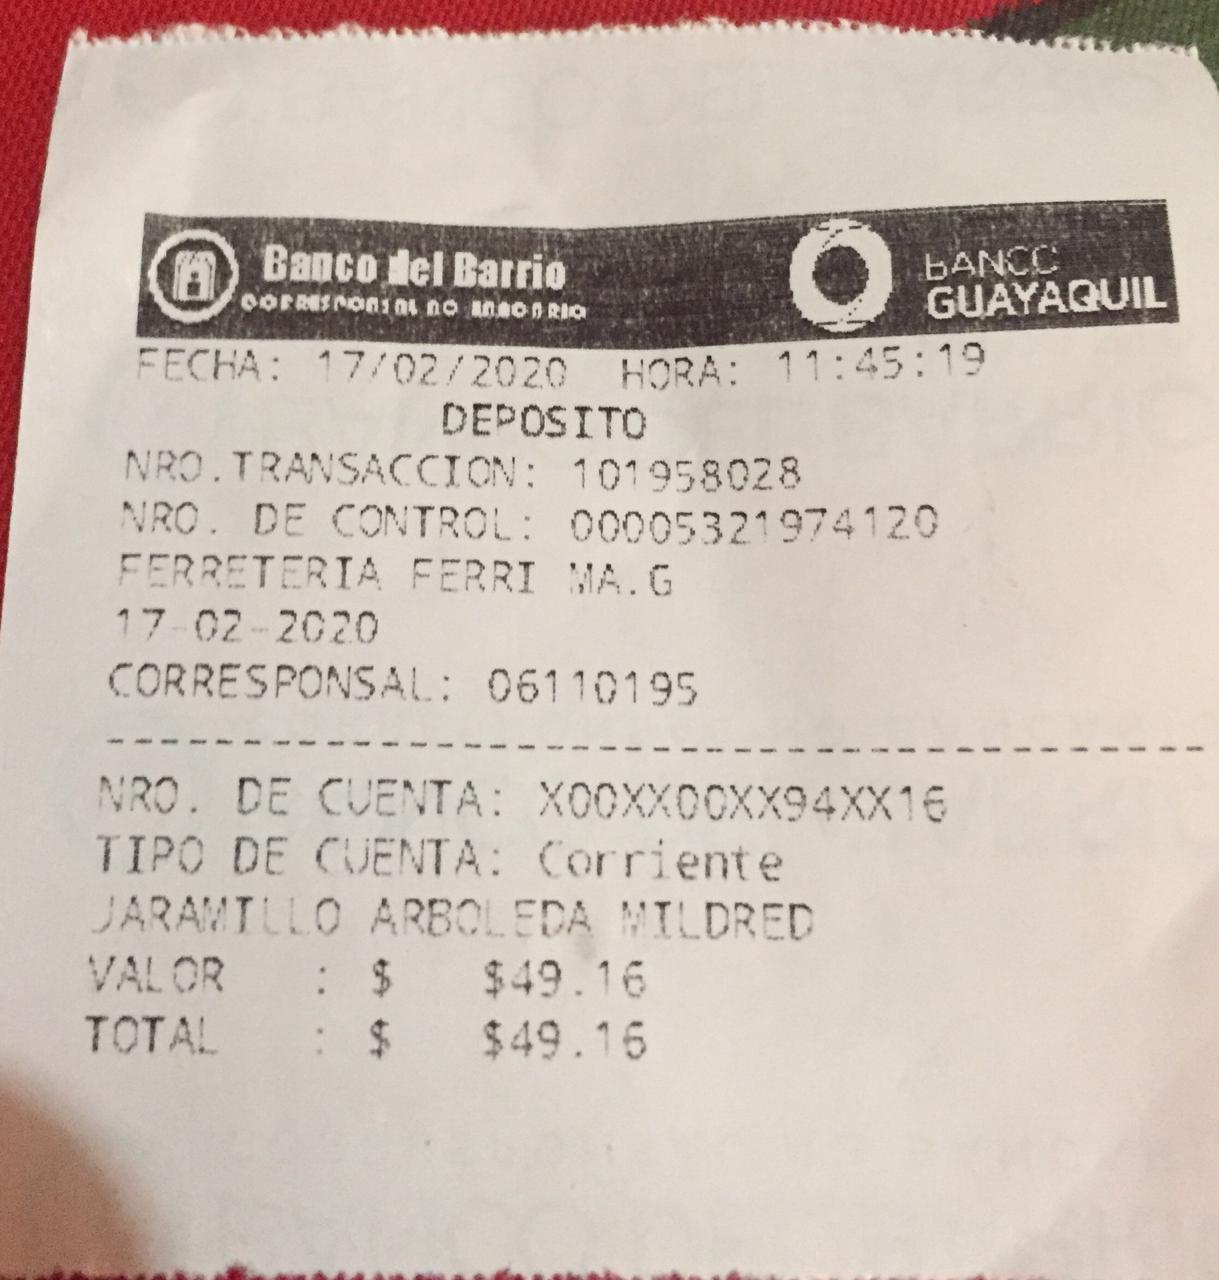 Banco del Barrio
CORRESPONSAL NO BANCARIO
BANCO
GUAYAQUIL
FECHA: 17/02/2020 HORA: 11:45:19
DEPOSITO
NRO.TRANSACCION: 101958028
NRO. DE CONTROL: 00005321974120
FERRETERIA FERRI MA.G
17-02-2020
CORRESPONSAL: 06110195
----------------------------------------
NRO. DE CUENTA: X00XX00XX94XX16
TIPO DE CUENTA: Corriente
JARAMILLO ARBOLEDA MILDRED
VALOR : $ $49.16
TOTAL : $ $49.16